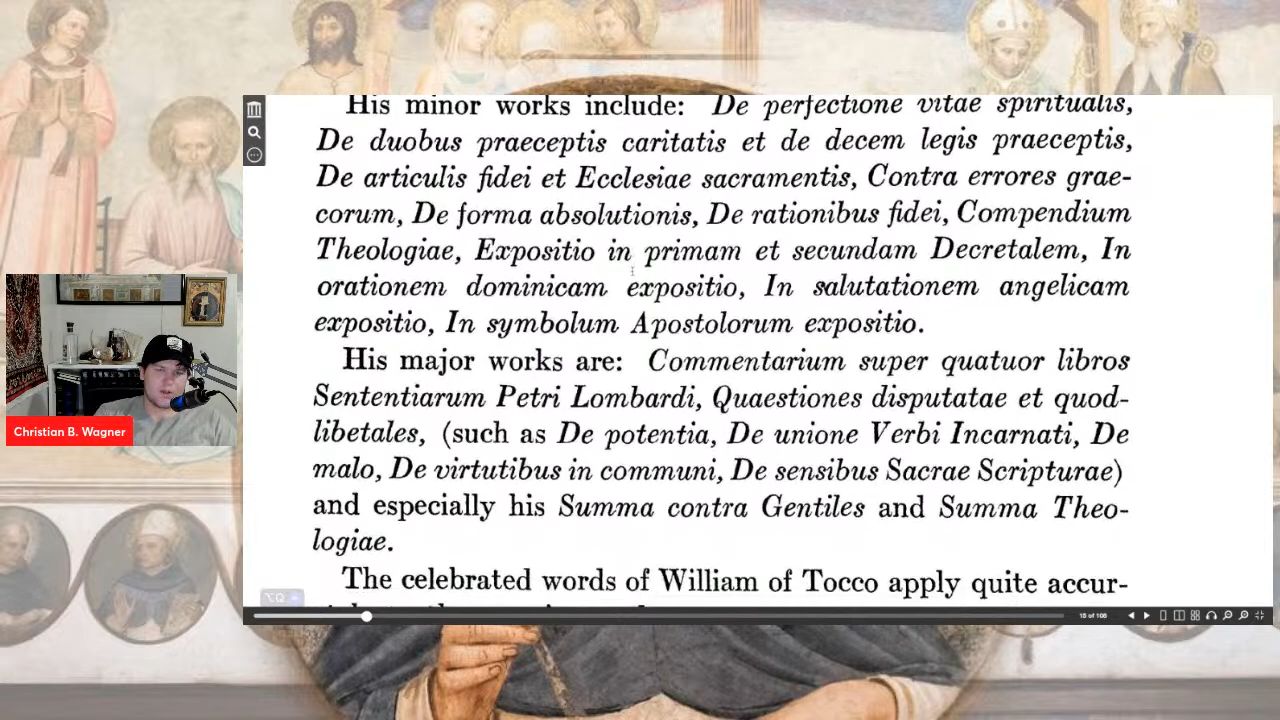 His minor works include: De perfectione vitae spiritualis,
De duobus praeceptis caritatis et de decem legis praeceptis,
De articulis fidei et Ecclesiae sacramentis, Contra errores grae-
corum, De forma absolutionis, De rationibus fidei, Compendium
Theologiae, Expositio in primam et secundam Decretalem, In
orationem dominicam expositio, In salutationem angelicam
expositio, In symbolum Apostolorum expositio.
His major works are: Commentarium super quatuor libros
Sententiarum Petri Lombardi, Quaestiones disputatae et quod-
libetales, (such as De potentia, De unione Verbi Incarnati, De
malo, De virtutibus in communi, De sensibus Sacrae Scripturae)
and especially his Summa contra Gentiles and Summa Theo-
logiae.
The celebrated words of William of Tocco apply quite accur-
Christian B. Wagner
15 of 108